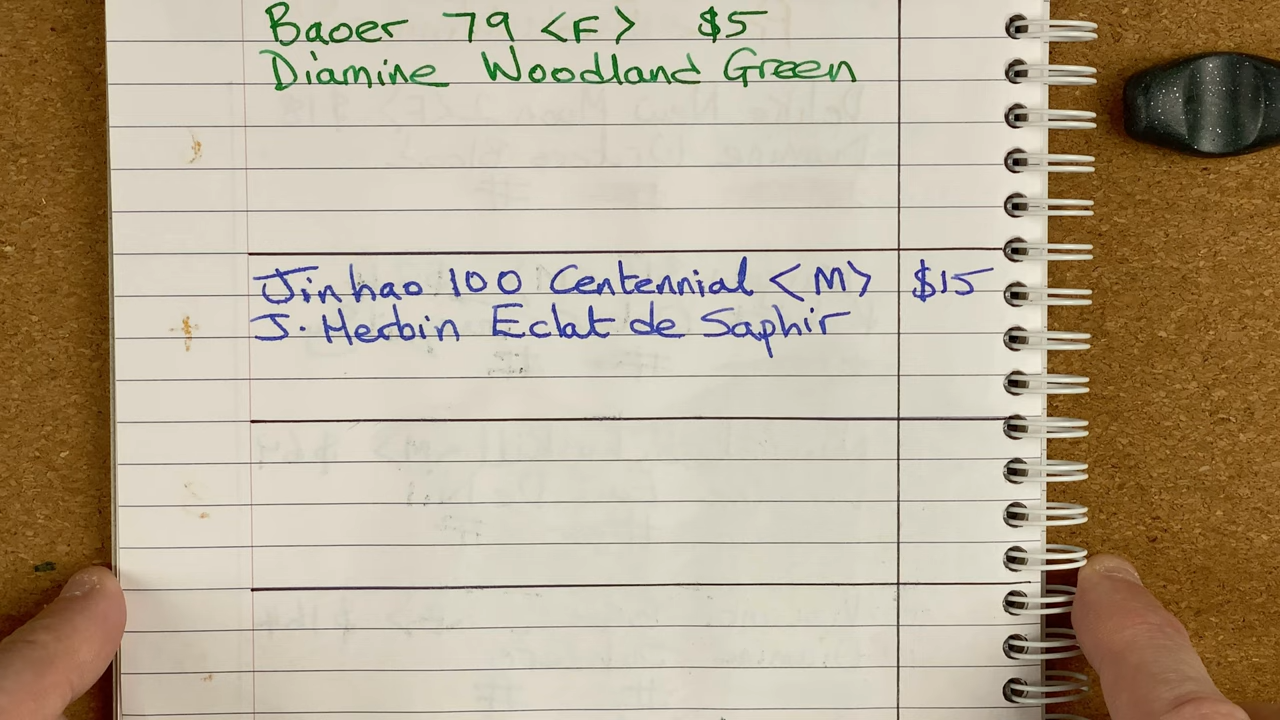 Baoer 79 <F> $5
Diamine Woodland Green
Jinhao 100 Centennial <M> $15
J. Herbin Eclat de Saphir